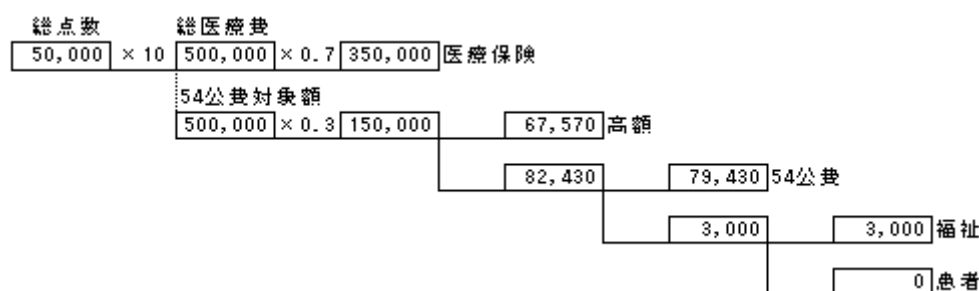 総点数 総医療費
50,000 × 10 500,000 × 0.7 350,000 医療保険
54公費対象額
500,000 × 0.3 150,000 67,570 高額
82,430 79,430 54公費
3,000 3,000 福祉
0 患者